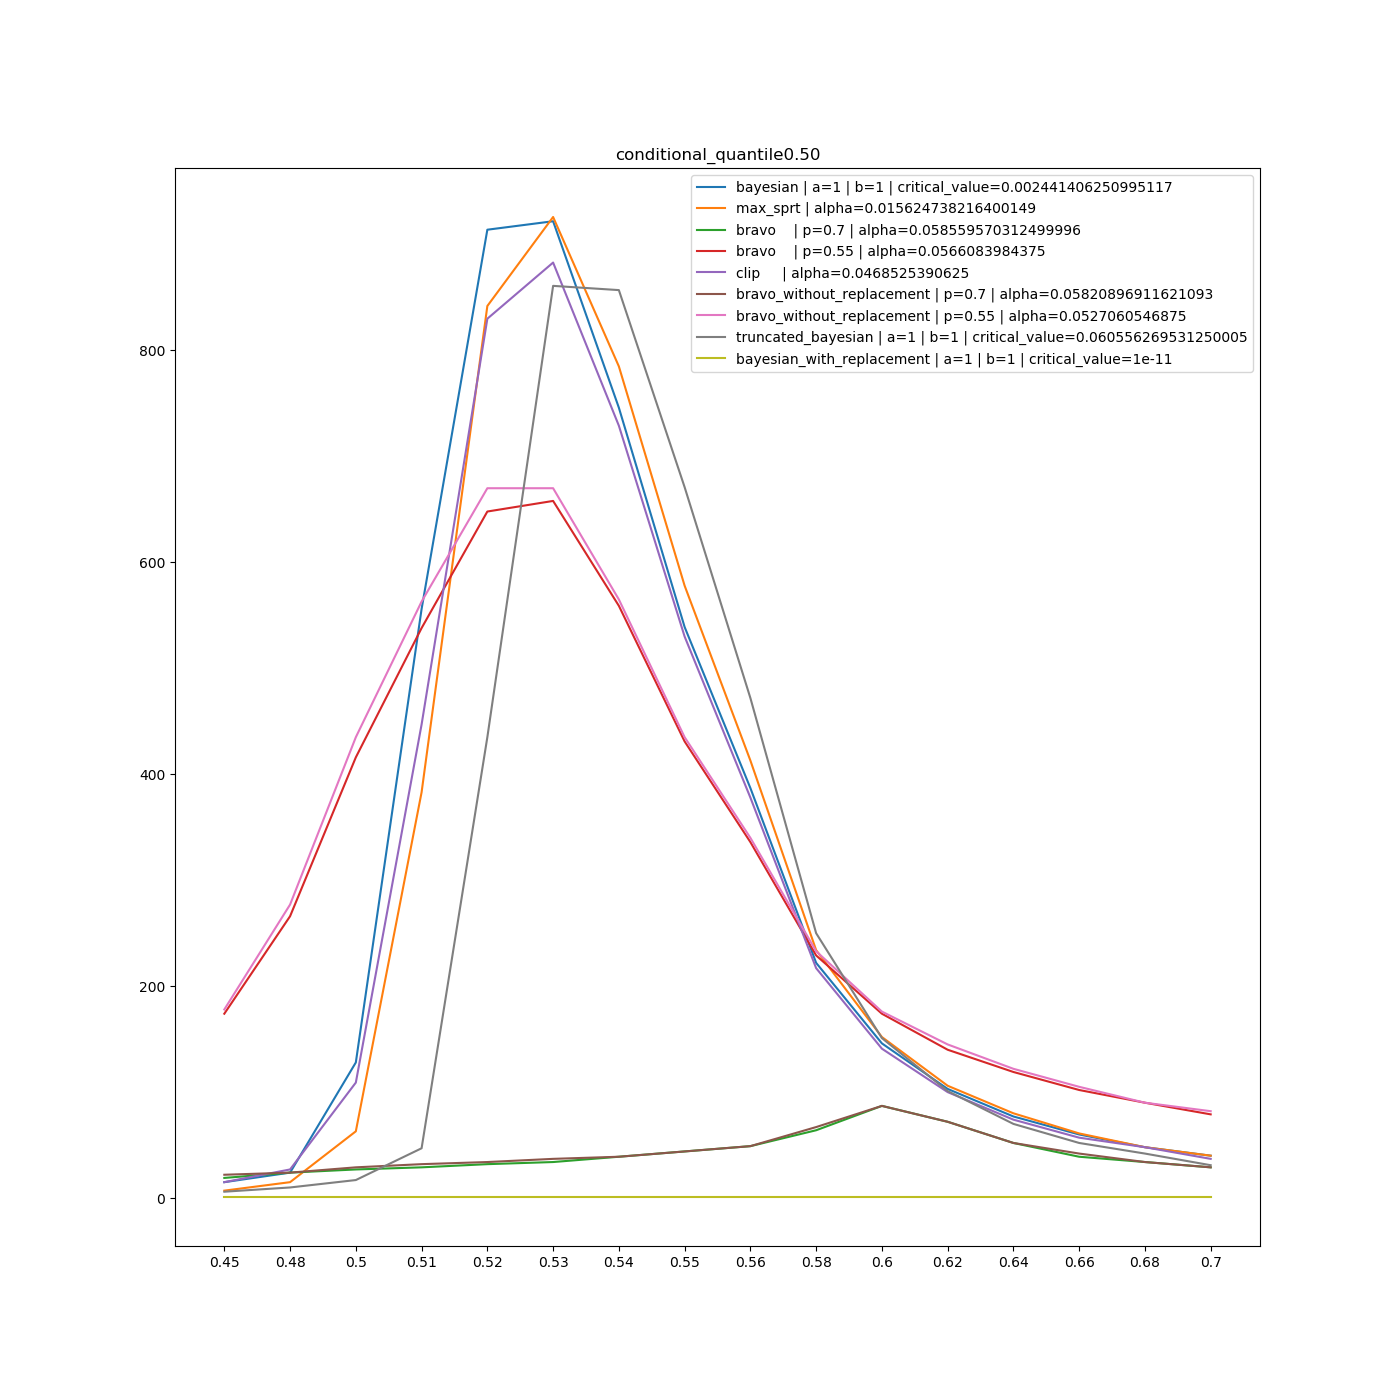 conditional_quantile0.50
bayesian | a=1 | b=1 | critical_value=0.002441406250995117
max_sprt | alpha=0.015624738216400149
bravo    | p=0.7 | alpha=0.058559570312499996
bravo    | p=0.55 | alpha=0.0566083984375
clip     | alpha=0.0468525390625
bravo_without_replacement | p=0.7 | alpha=0.05820896911621093
bravo_without_replacement | p=0.55 | alpha=0.0527060546875
truncated_bayesian | a=1 | b=1 | critical_value=0.060556269531250005
bayesian_with_replacement | a=1 | b=1 | critical_value=1e-11
800
600
400
200
0
0.45 0.48 0.5 0.51 0.52 0.53 0.54 0.55 0.56 0.58 0.6 0.62 0.64 0.66 0.68 0.7